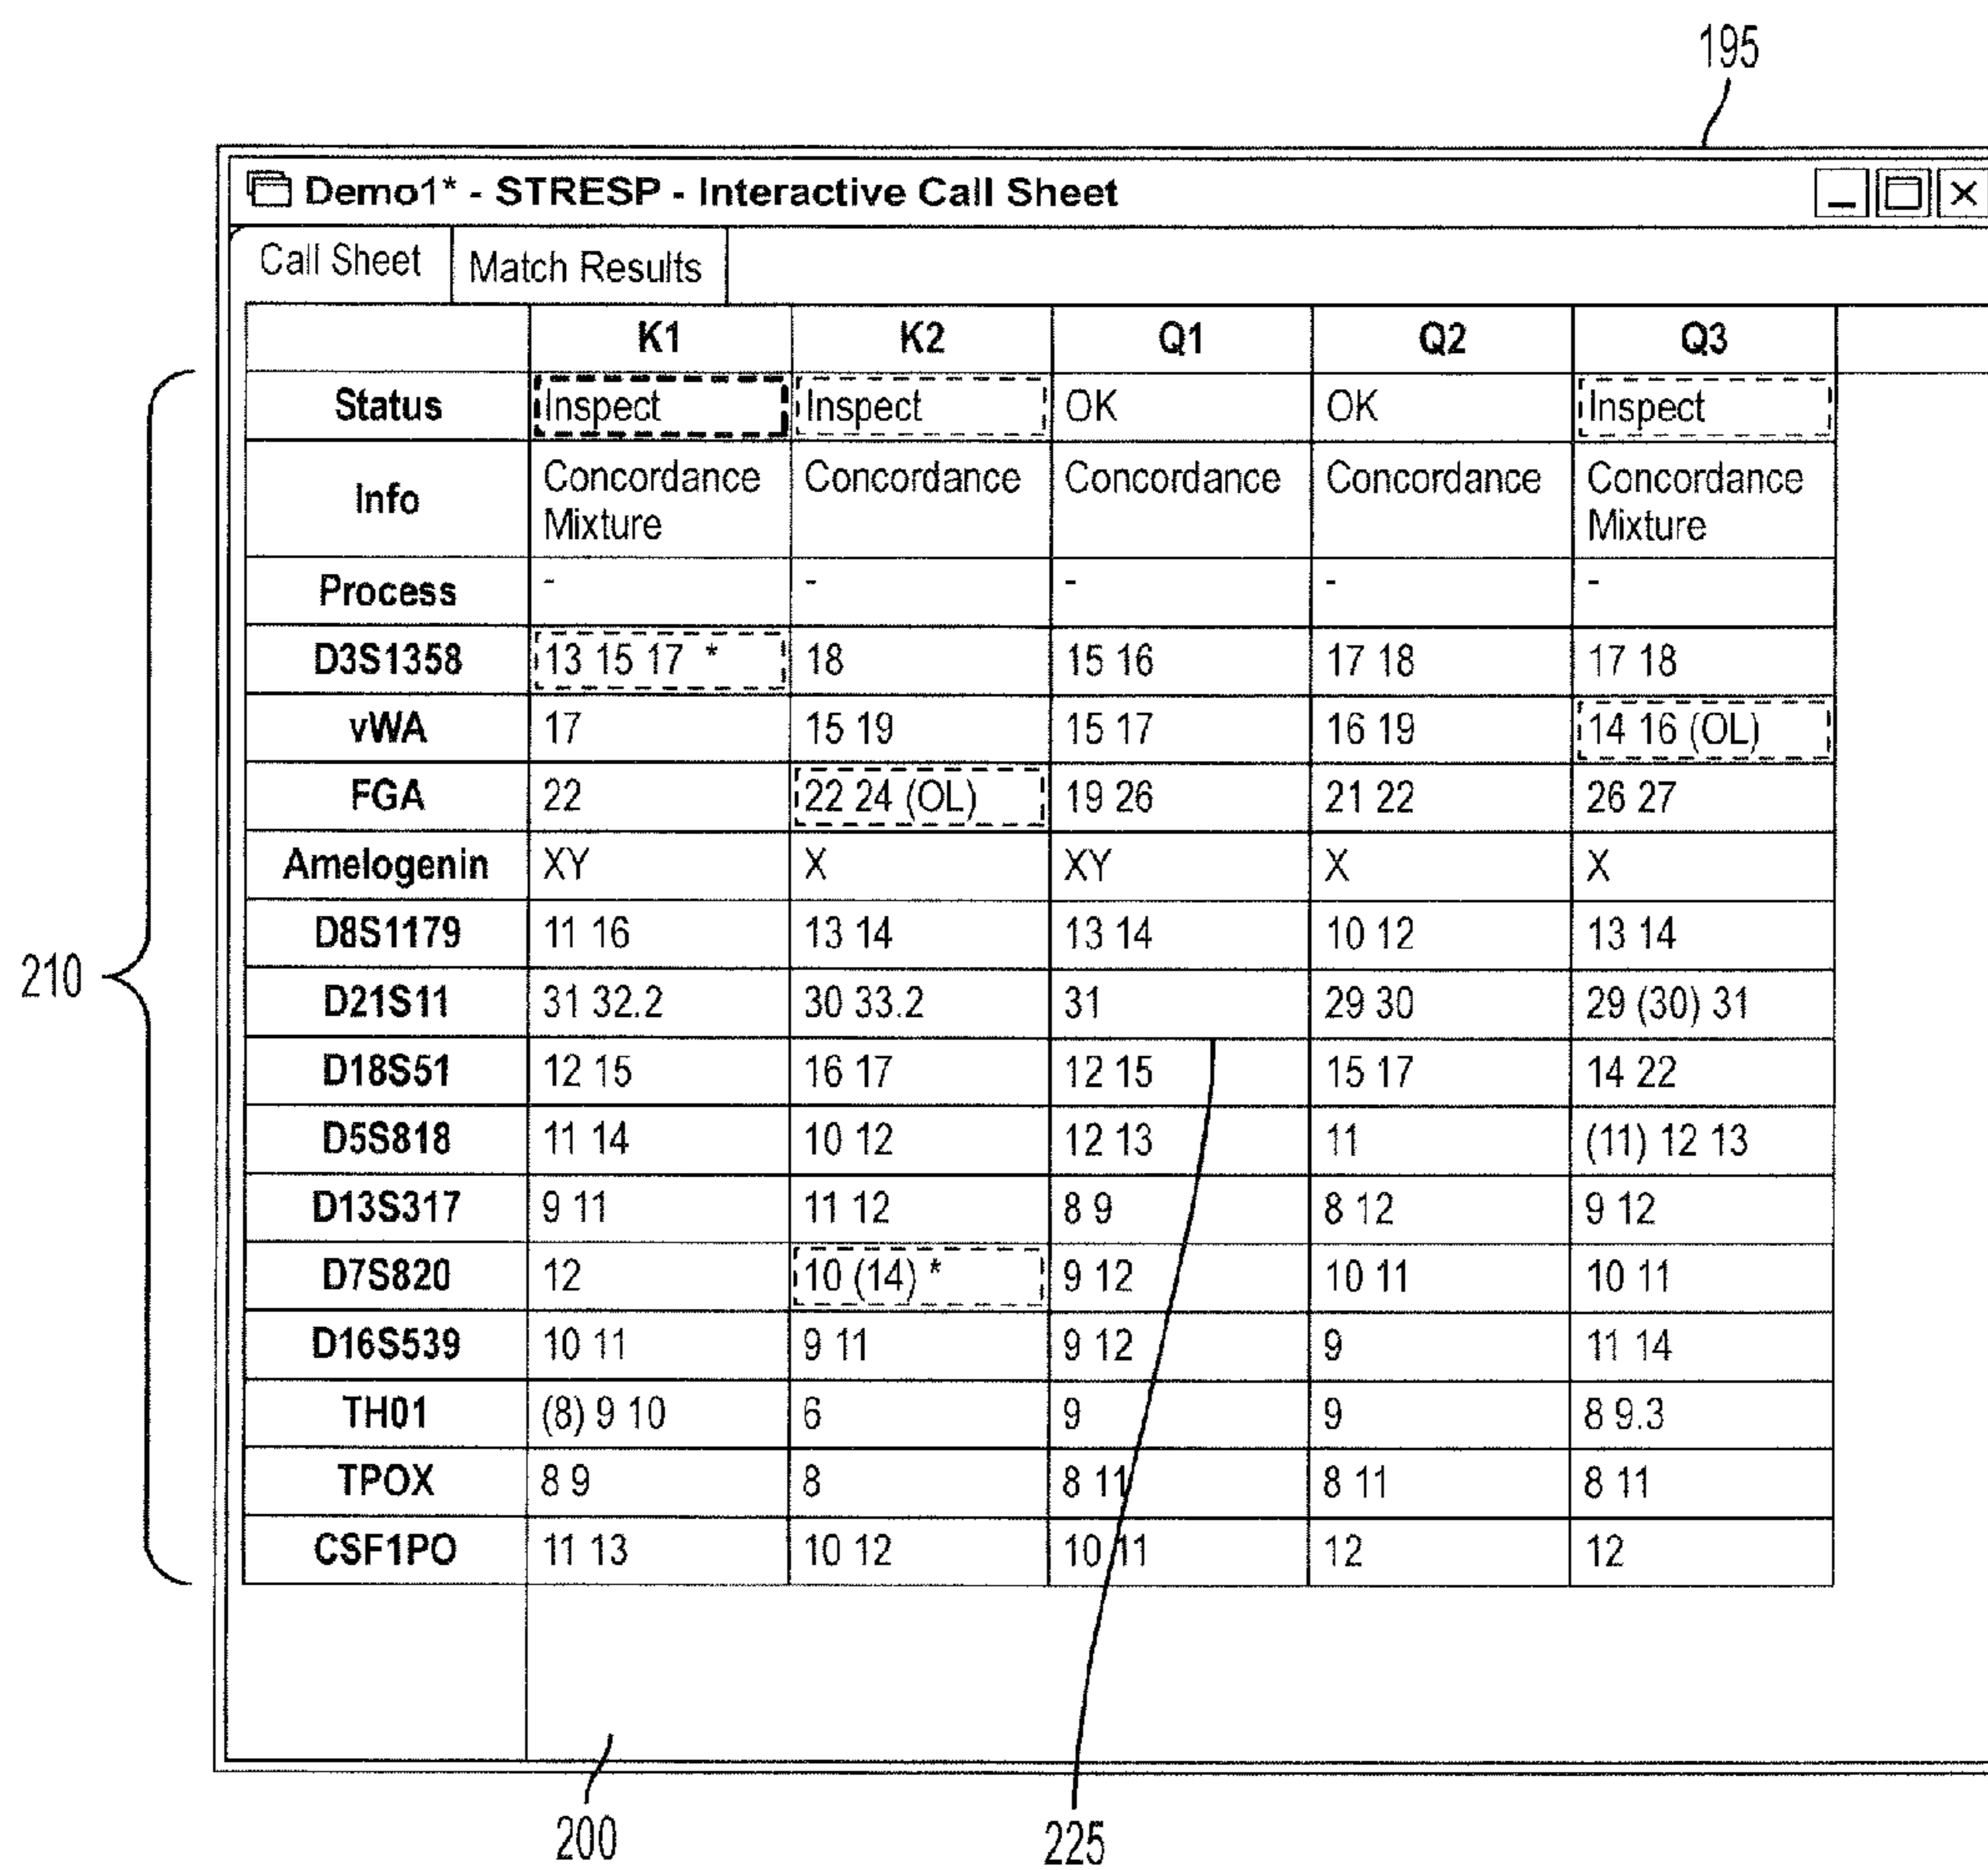 195
Demo1* - STRESP - Interactive Call Sheet
Call Sheet Match Results
K1 K2 Q1 Q2 Q3
Status Inspect Inspect OK OK Inspect
Info Concordance Mixture Concordance Concordance Concordance Concordance Mixture
Process - - - - -
D3S1358 13 15 17 * 18 15 16 17 18 17 18
vWA 17 15 19 15 17 16 19 14 16 (OL)
FGA 22 22 24 (OL) 19 26 21 22 26 27
Amelogenin XY X XY X X
D8S1179 11 16 13 14 13 14 10 12 13 14
210
D21S11 31 32.2 30 33.2 31 29 30 29 (30) 31
D18S51 12 15 16 17 12 15 15 17 14 22
D5S818 11 14 10 12 12 13 11 (11) 12 13
D13S317 9 11 11 12 8 9 8 12 9 12
D7S820 12 10 (14) * 9 12 10 11 10 11
D16S539 10 11 9 11 9 12 9 11 14
TH01 (8) 9 10 6 9 9 8 9.3
TPOX 8 9 8 8 11 8 11 8 11
CSF1PO 11 13 10 12 10 11 12 12
200
225